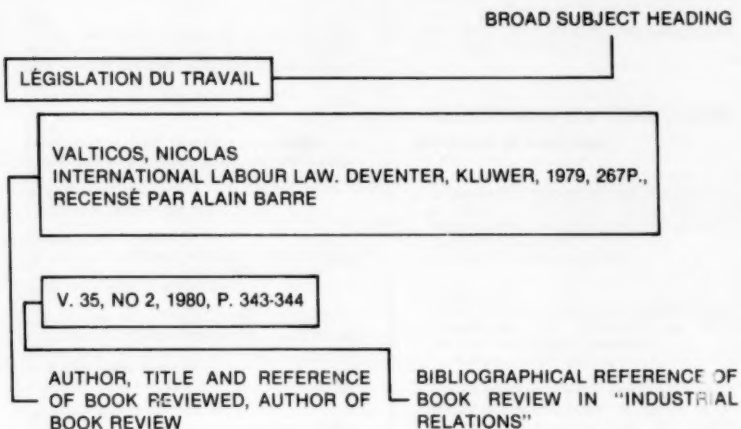 BROAD SUBJECT HEADING
LÉGISLATION DU TRAVAIL
VALTICOS, NICOLAS
INTERNATIONAL LABOUR LAW. DEVENTER, KLUWER, 1979, 267P.,
RECENSÉ PAR ALAIN BARRE
V. 35, NO 2, 1980, P. 343-344
AUTHOR, TITLE AND REFERENCE
OF BOOK REVIEWED, AUTHOR OF
BOOK REVIEW
BIBLIOGRAPHICAL REFERENCE OF
BOOK REVIEW IN "INDUSTRIAL
RELATIONS"